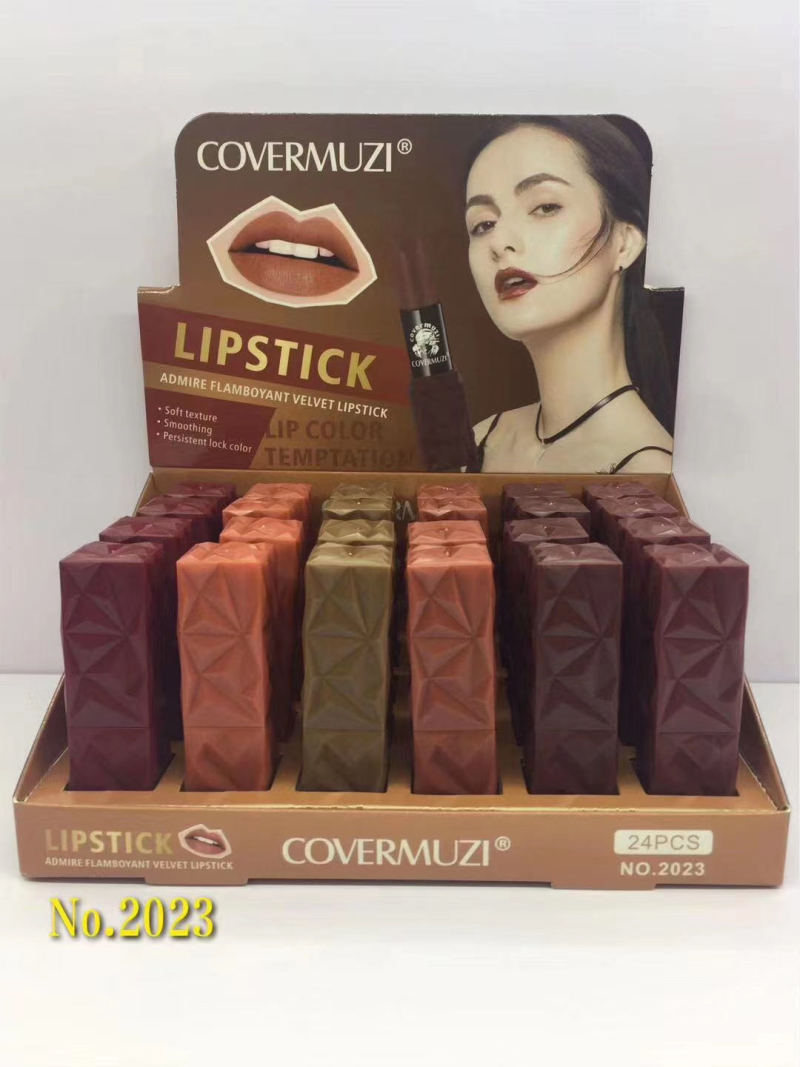 COVERMUZI®
LIPSTICK
ADMIRE FLAMBOYANT VELVET LIPSTICK
• Soft texture
• Smoothing
• Persistent lock color
LIP COLOR
TEMPTATION
covermuzi
COVERMUZI
LIPSTICK
ADMIRE FLAMBOYANT VELVET LIPSTICK
COVERMUZI®
24PCS
NO.2023
No.2023